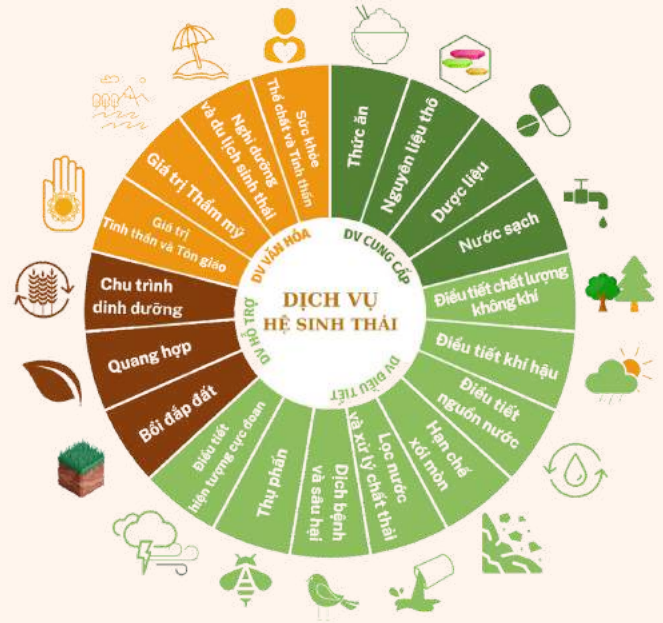 DỊCH VỤ
HỆ SINH THÁI
DV CUNG CẤP
Thức ăn
Nguyên liệu thô
Dược liệu
Nước sạch
DV ĐIỀU TIẾT
Điều tiết chất lượng
không khí
Điều tiết khí hậu
Điều tiết
nguồn nước
Hạn chế
xói mòn
Lọc nước
và xử lý chất thải
Dịch bệnh
và sâu hại
Thụ phấn
Điều tiết
hiện tượng cực đoan
DV HỖ TRỢ
Bồi đắp đất
Quang hợp
Chu trình
dinh dưỡng
DV VĂN HÓA
Giá trị
Tinh thần và Tôn giáo
Giá trị Thẩm mỹ
Nghỉ dưỡng
và du lịch sinh thái
Sức khỏe
Thể chất và Tinh thần